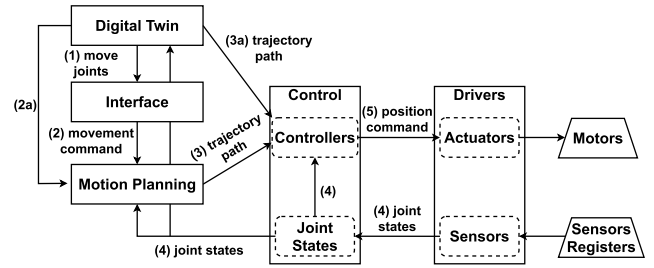 Digital Twin
(3a) trajectory
path
(1) move
joints
(2a)
Interface
(2) movement
command
(3) trajectory
path
Motion Planning
(4) joint states
Control
Controllers
(4)
Joint
States
(5) position
command
(4) joint
states
Drivers
Actuators
Sensors
Motors
Sensors
Registers